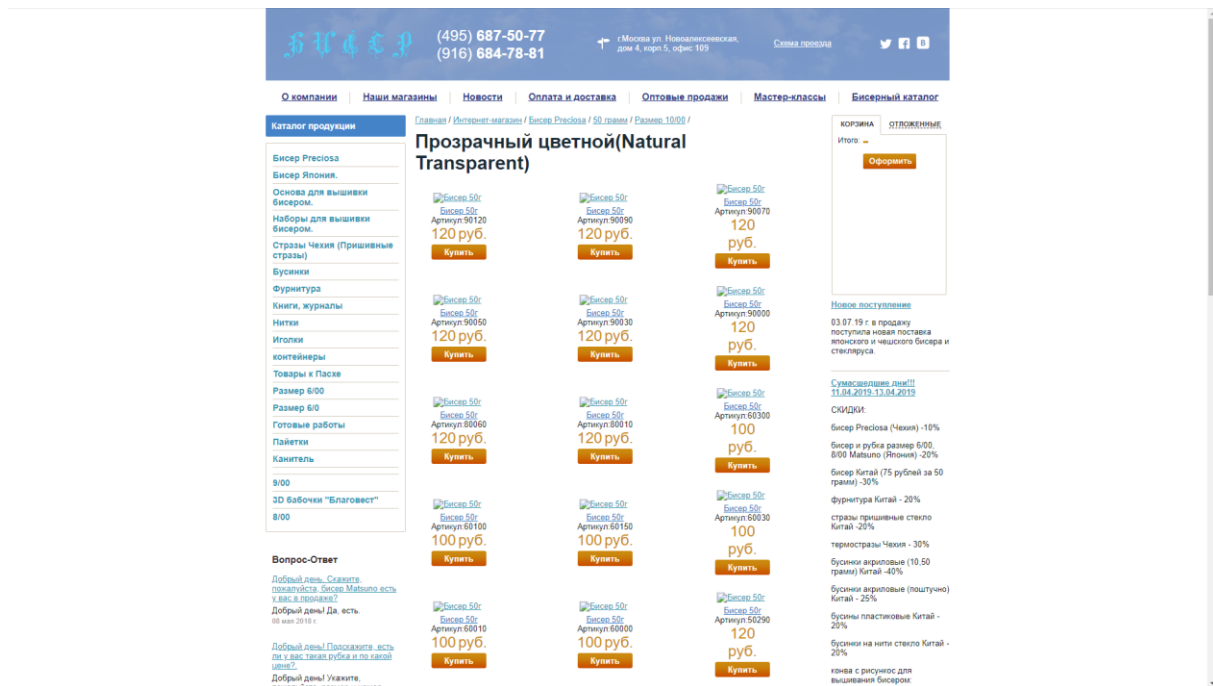 БИСЕР
(495) 687-50-77
(916) 684-78-81
г.Москва ул. Новоалексеевская,
дом 4, корп 5, офис 109
Схема проезда
О компании
Наши магазины
Новости
Оплата и доставка
Оптовые продажи
Мастер-классы
Бисерный каталог
Каталог продукции
Бисер Preciosa
Бисер Япония.
Основа для вышивки
бисером.
Наборы для вышивки
бисером.
Стразы Чехия (Пришивные
стразы)
Бусинки
Фурнитура
Книги, журналы
Нитки
Иголки
контейнеры
Товары к Пасхе
Размер 6/00
Размер 6/0
Готовые работы
Пайетки
Канитель
9/00
3D бабочки "Благовест"
8/00
Вопрос-Ответ
Добрый день. Скажите,
пожалуйста, бисер Matsuno есть
у вас в продаже?
Добрый день! Да, есть.
08 мая 2018 г.
Добрый день! Подскажите, есть
ли у вас такая рубка и по какой
цене?.
Добрый день! Укажите,
Главная / Интернет-магазин / Бисер Preciosa / 50 грамм / Размер 10/00 /
Прозрачный цветной(Natural
Transparent)
Бисер 50г
Бисер 50г
Артикул:90120
120 руб.
Купить
Бисер 50г
Бисер 50г
Артикул:90090
120 руб.
Купить
Бисер 50г
Бисер 50г
Артикул:90070
120
руб.
Купить
Бисер 50г
Бисер 50г
Артикул:90050
120 руб.
Купить
Бисер 50г
Бисер 50г
Артикул:90030
120 руб.
Купить
Бисер 50г
Бисер 50г
Артикул:90000
120
руб.
Купить
Бисер 50г
Бисер 50г
Артикул:80060
120 руб.
Купить
Бисер 50г
Бисер 50г
Артикул:80010
120 руб.
Купить
Бисер 50г
Бисер 50г
Артикул:60300
100
руб.
Купить
Бисер 50г
Бисер 50г
Артикул:60100
100 руб.
Купить
Бисер 50г
Бисер 50г
Артикул:60150
100 руб.
Купить
Бисер 50г
Бисер 50г
Артикул:60030
100
руб.
Купить
Бисер 50г
Бисер 50г
Артикул:60010
100 руб.
Купить
Бисер 50г
Бисер 50г
Артикул:60000
100 руб.
Купить
Бисер 50г
Бисер 50г
Артикул:50290
120
руб.
Купить
КОРЗИНА
ОТЛОЖЕННЫЕ
Итого: –
Оформить
Новое поступление
03.07.19 г. в продажу
поступила новая поставка
японского и чешского бисера и
стекляруса.
Сумасшедшие дни!!!
11.04.2019-13.04.2019
СКИДКИ:
бисер Preciosa (Чехия) -10%
бисер и рубка размер 6/00,
8/00 Matsuno (Япония) -20%
бисер Китай (75 рублей за 50
грамм) -30%
фурнитура Китай - 20%
стразы пришивные стекло
Китай -20%
термостразы Чехия - 30%
бусинки акриловые (10,50
грамм) Китай -40%
бусинки акриловые (поштучно)
Китай - 25%
бусины пластиковые Китай -
20%
бусинки на нити стекло Китай -
20%
конва с рисункос для
вышивания бисером: